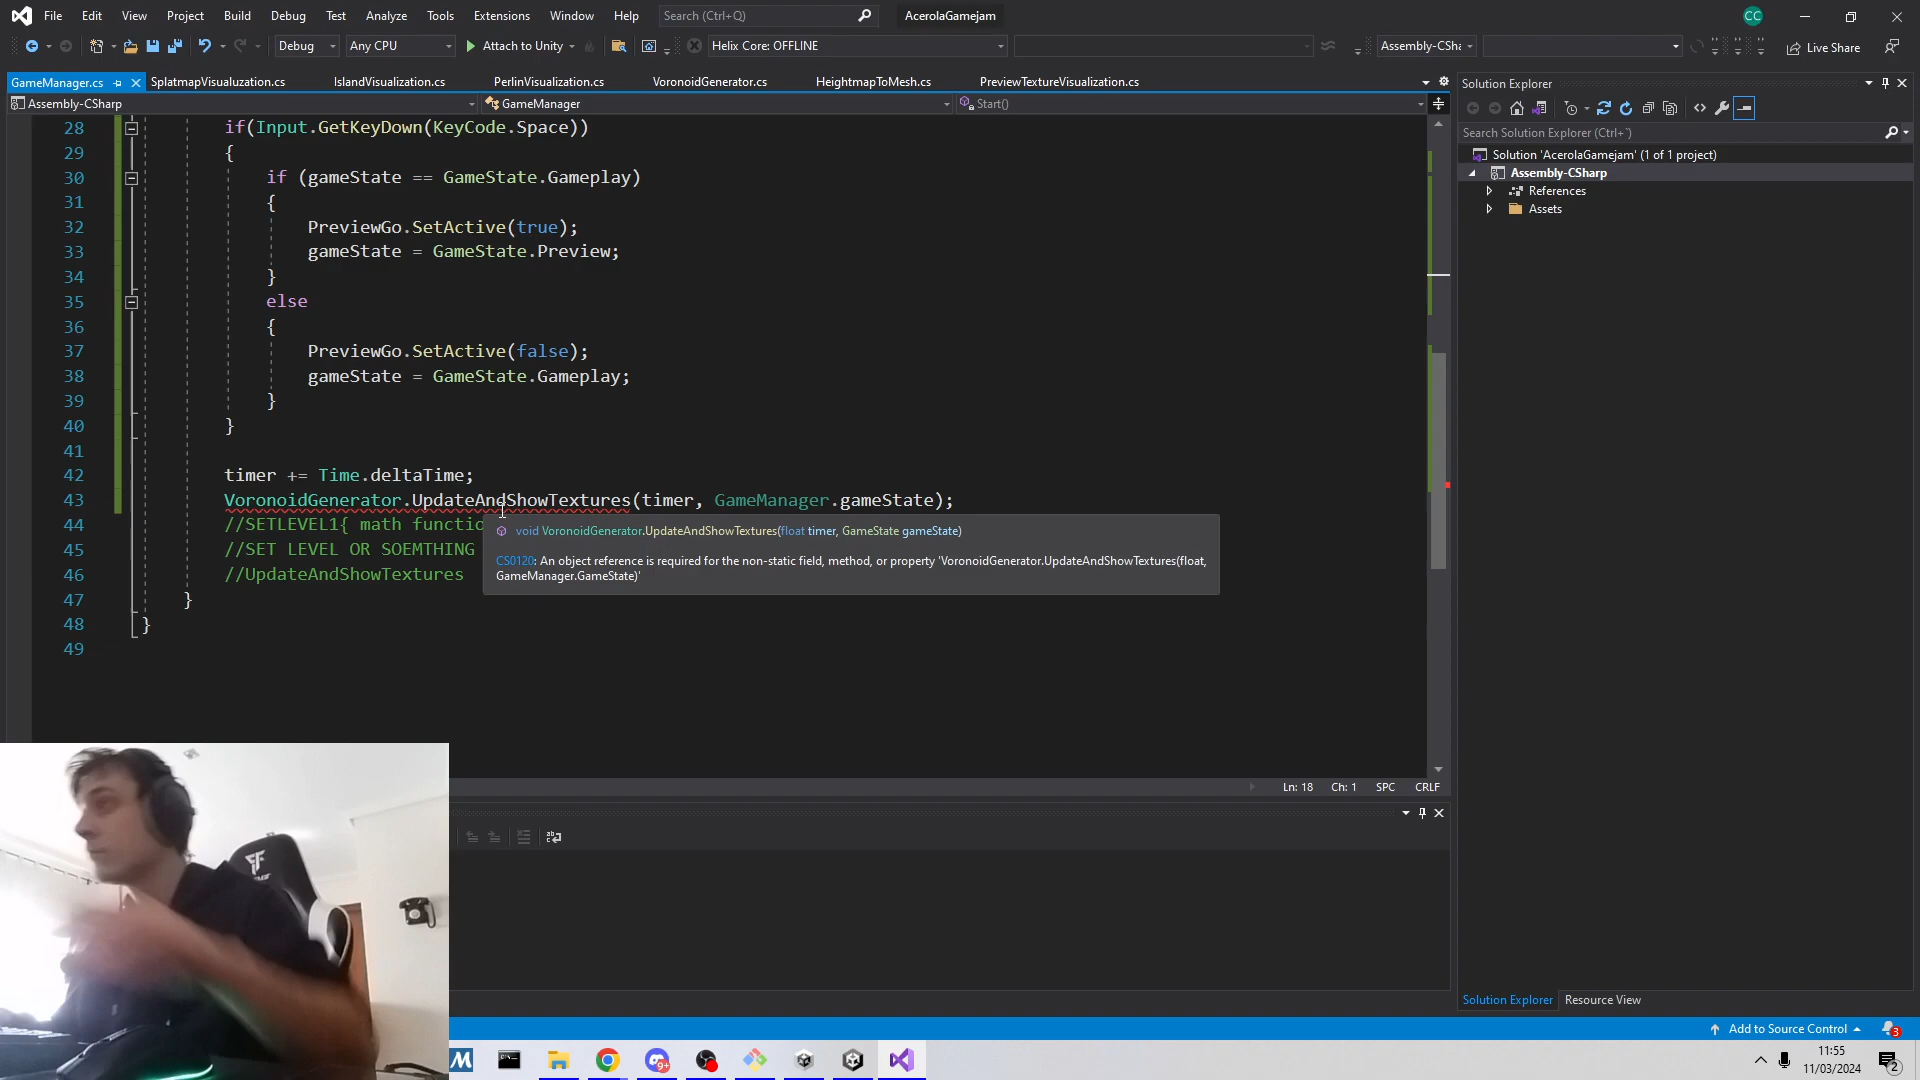 File Edit View Project Build Debug Test Analyze Tools Extensions Window Help Search (Ctrl+Q) AcerolaGamejam CC
Debug Any CPU Attach to Unity Helix Core: OFFLINE Live Share
GameManager.cs SplatmapVisualuzation.cs IslandVisualization.cs PerlinVisualization.cs VoronoidGenerator.cs HeightmapToMesh.cs PreviewTextureVisualization.cs
Assembly-CSharp GameManager Start()
28 if(Input.GetKeyDown(KeyCode.Space))
29 {
30 if (gameState == GameState.Gameplay)
31 {
32 PreviewGo.SetActive(true);
33 gameState = GameState.Preview;
34 }
35 else
36 {
37 PreviewGo.SetActive(false);
38 gameState = GameState.Gameplay;
39 }
40 }
41
42 timer += Time.deltaTime;
43 VoronoidGenerator.UpdateAndShowTextures(timer, GameManager.gameState);
44 //SETLEVEL1{ math functio
45 //SET LEVEL OR SOEMTHING
46 //UpdateAndShowTextures
47 }
48 }
49
void VoronoidGenerator.UpdateAndShowTextures(float timer, GameState gameState)
CS0120: An object reference is required for the non-static field, method, or property 'VoronoidGenerator.UpdateAndShowTextures(float,
GameManager.GameState)'
Ln: 18 Ch: 1 SPC CRLF
Solution Explorer
Solution 'AcerolaGamejam' (1 of 1 project)
Assembly-CSharp
References
Assets
Solution Explorer Resource View
Add to Source Control 3
11:55
11/03/2024
2